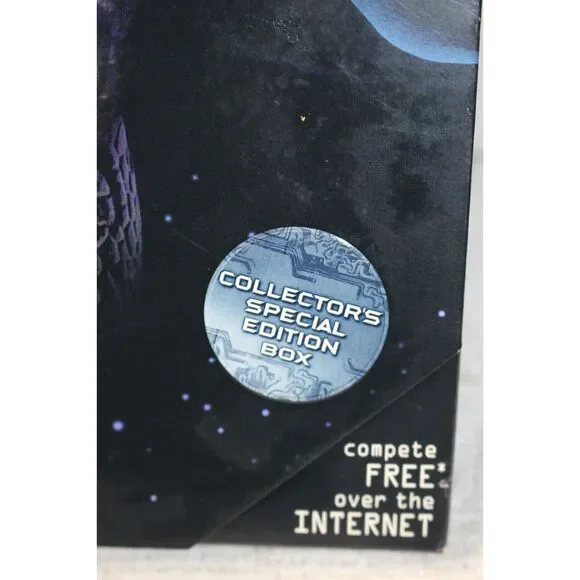 COLLECTOR'S
SPECIAL
EDITION
BOX
compete
FREE*
over the
INTERNET